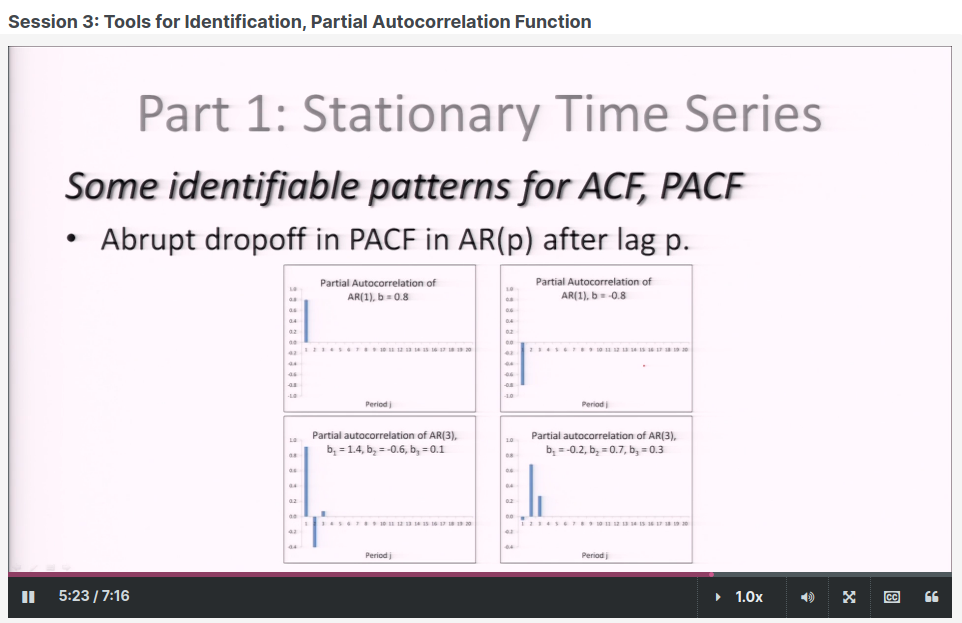 Session 3: Tools for Identification, Partial Autocorrelation Function
Part 1: Stationary Time Series
Some identifiable patterns for ACF, PACF
• Abrupt dropoff in PACF in AR(p) after lag p.
Partial Autocorrelation of
AR(1), b = 0.8
1.0
0.8
0.6
0.4
0.2
0.0
-0.2
-0.4
-0.6
-0.8
-1.0
1 2 3 4 5 6 7 8 9 10 11 12 13 14 15 16 17 18 19 20
Period j
Partial Autocorrelation of
AR(1), b = -0.8
1.0
0.8
0.6
0.4
0.2
0.0
-0.2
-0.4
-0.6
-0.8
-1.0
1 2 3 4 5 6 7 8 9 10 11 12 13 14 15 16 17 18 19 20
Period j
Partial autocorrelation of AR(3),
b₁ = 1.4, b₂ = -0.6, b₃ = 0.1
1.0
0.8
0.6
0.4
0.2
0.0
-0.2
-0.4
1 2 3 4 5 6 7 8 9 10 11 12 13 14 15 16 17 18 19 20
Period j
Partial autocorrelation of AR(3),
b₁ = -0.2, b₂ = 0.7, b₃ = 0.3
1.0
0.8
0.6
0.4
0.2
0.0
-0.2
-0.4
1 2 3 4 5 6 7 8 9 10 11 12 13 14 15 16 17 18 19 20
Period j
5:23 / 7:16
1.0x
CC